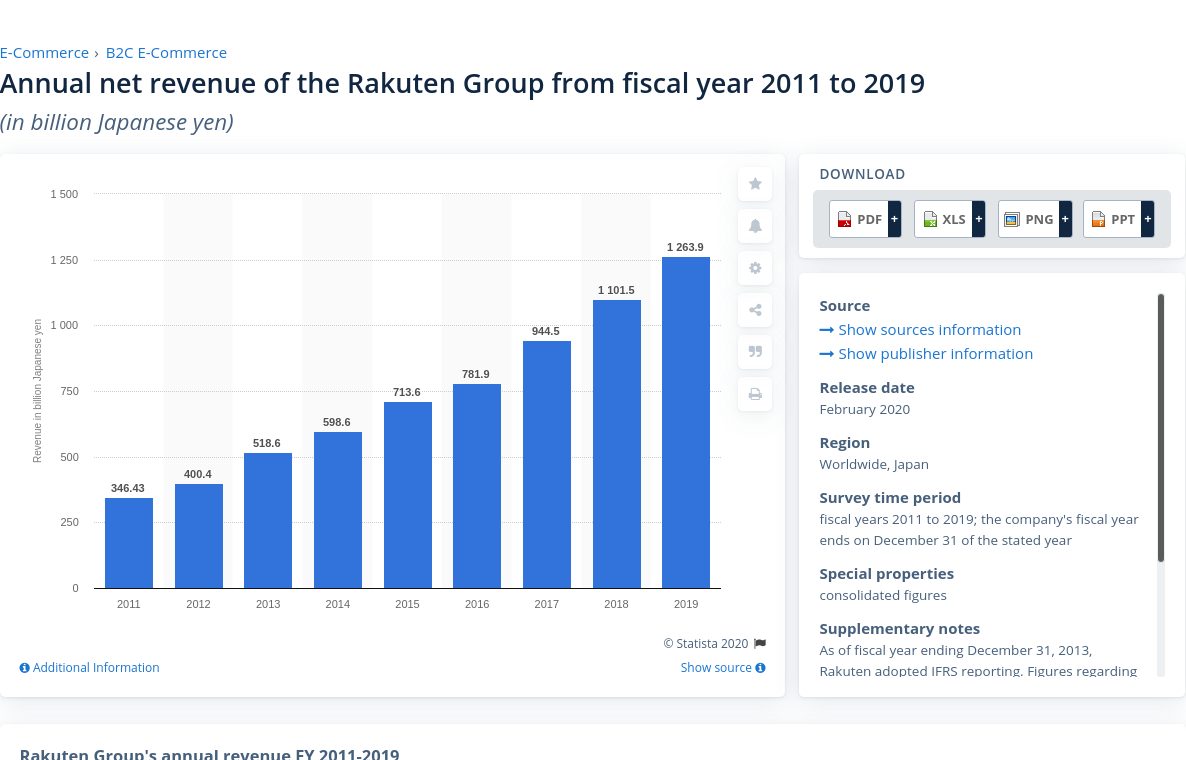 E-Commerce › B2C E-Commerce
Annual net revenue of the Rakuten Group from fiscal year 2011 to 2019
(in billion Japanese yen)
1 500
1 250
1 000
750
500
250
0
Revenue in billion Japanese yen
346.43
400.4
518.6
598.6
713.6
781.9
944.5
1 101.5
1 263.9
2011 2012 2013 2014 2015 2016 2017 2018 2019
© Statista 2020
Additional Information
Show source
DOWNLOAD
PDF + XLS + PNG + PPT +
Source
Show sources information
Show publisher information
Release date
February 2020
Region
Worldwide, Japan
Survey time period
fiscal years 2011 to 2019; the company's fiscal year
ends on December 31 of the stated year
Special properties
consolidated figures
Supplementary notes
As of fiscal year ending December 31, 2013,
Rakuten adopted IFRS reporting. Figures regarding
Rakuten Group's annual revenue FY 2011-2019